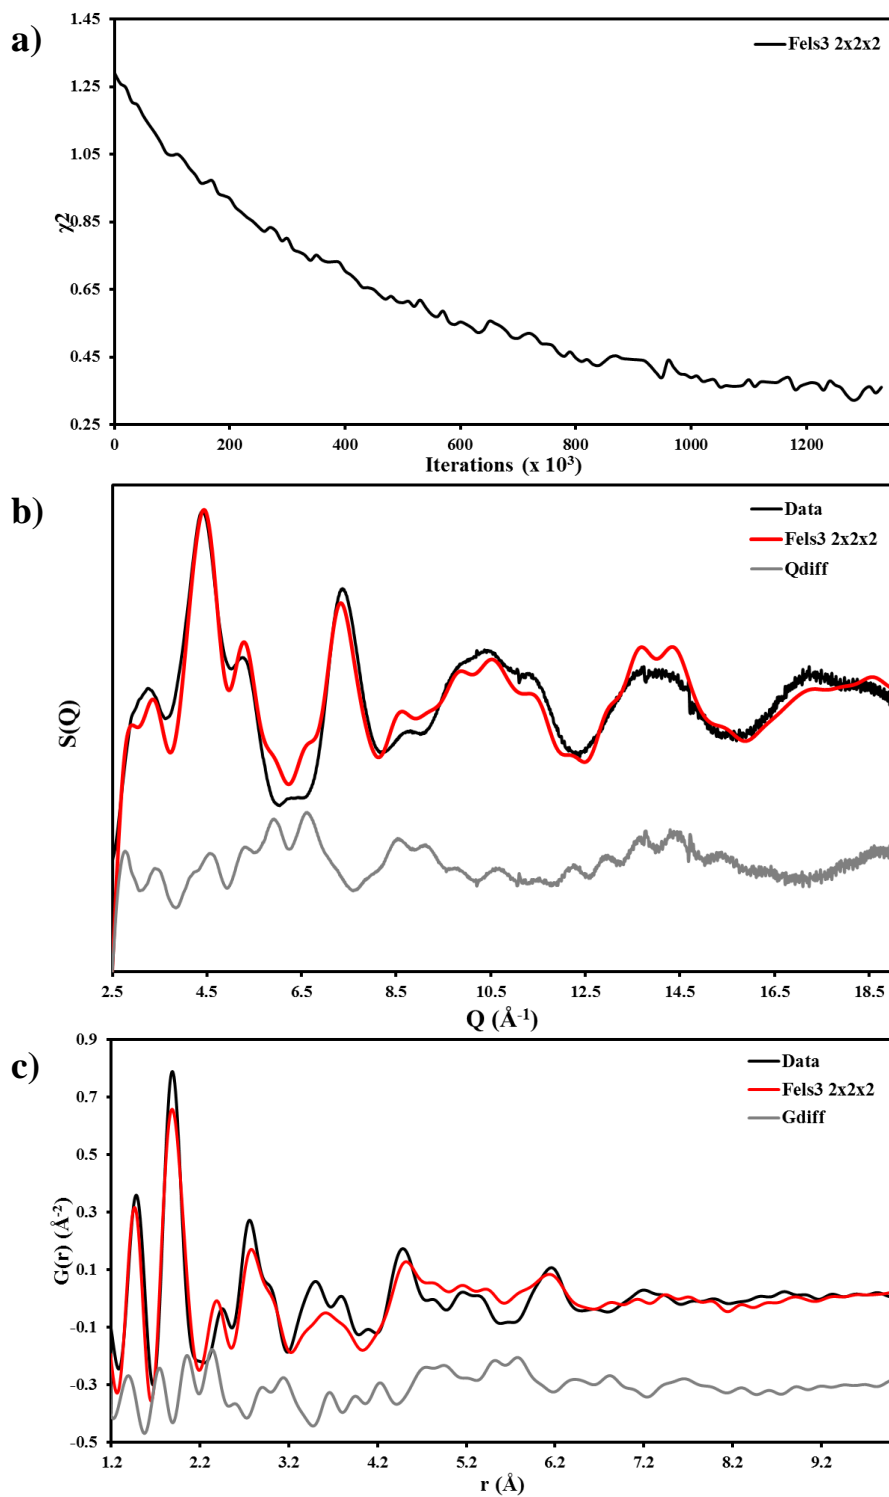 a)
1.45
1.25
1.05
0.85
0.65
0.45
0.25
χ2
Fels3 2x2x2
0
200
400
600
800
1000
1200
Iterations (x 10³)
b)
S(Q)
Data
Fels3 2x2x2
Qdiff
2.5
4.5
6.5
8.5
10.5
12.5
14.5
16.5
18.5
Q (Å⁻¹)
c)
0.9
0.7
0.5
0.3
0.1
-0.1
-0.3
-0.5
G(r) (Å⁻²)
Data
Fels3 2x2x2
Gdiff
1.2
2.2
3.2
4.2
5.2
6.2
7.2
8.2
9.2
r (Å)